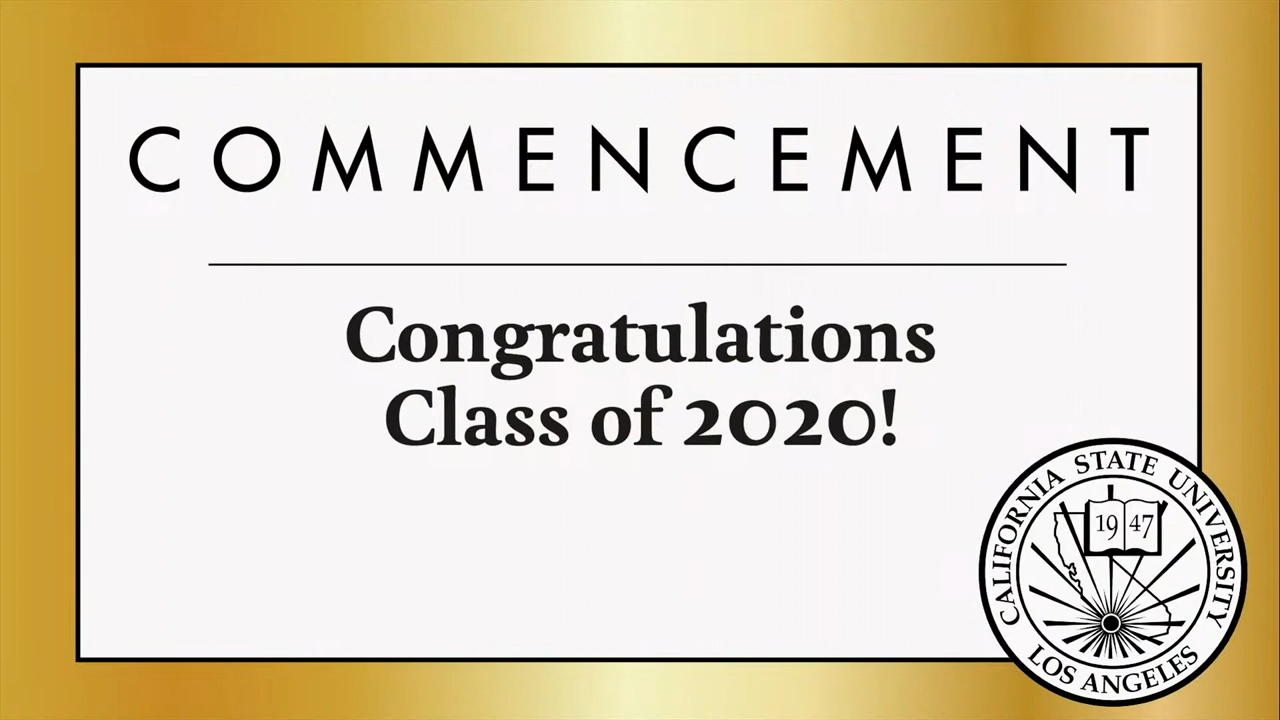 COMMENCEMENT
Congratulations
Class of 2020!
CALIFORNIA STATE UNIVERSITY
19 47
LOS ANGELES